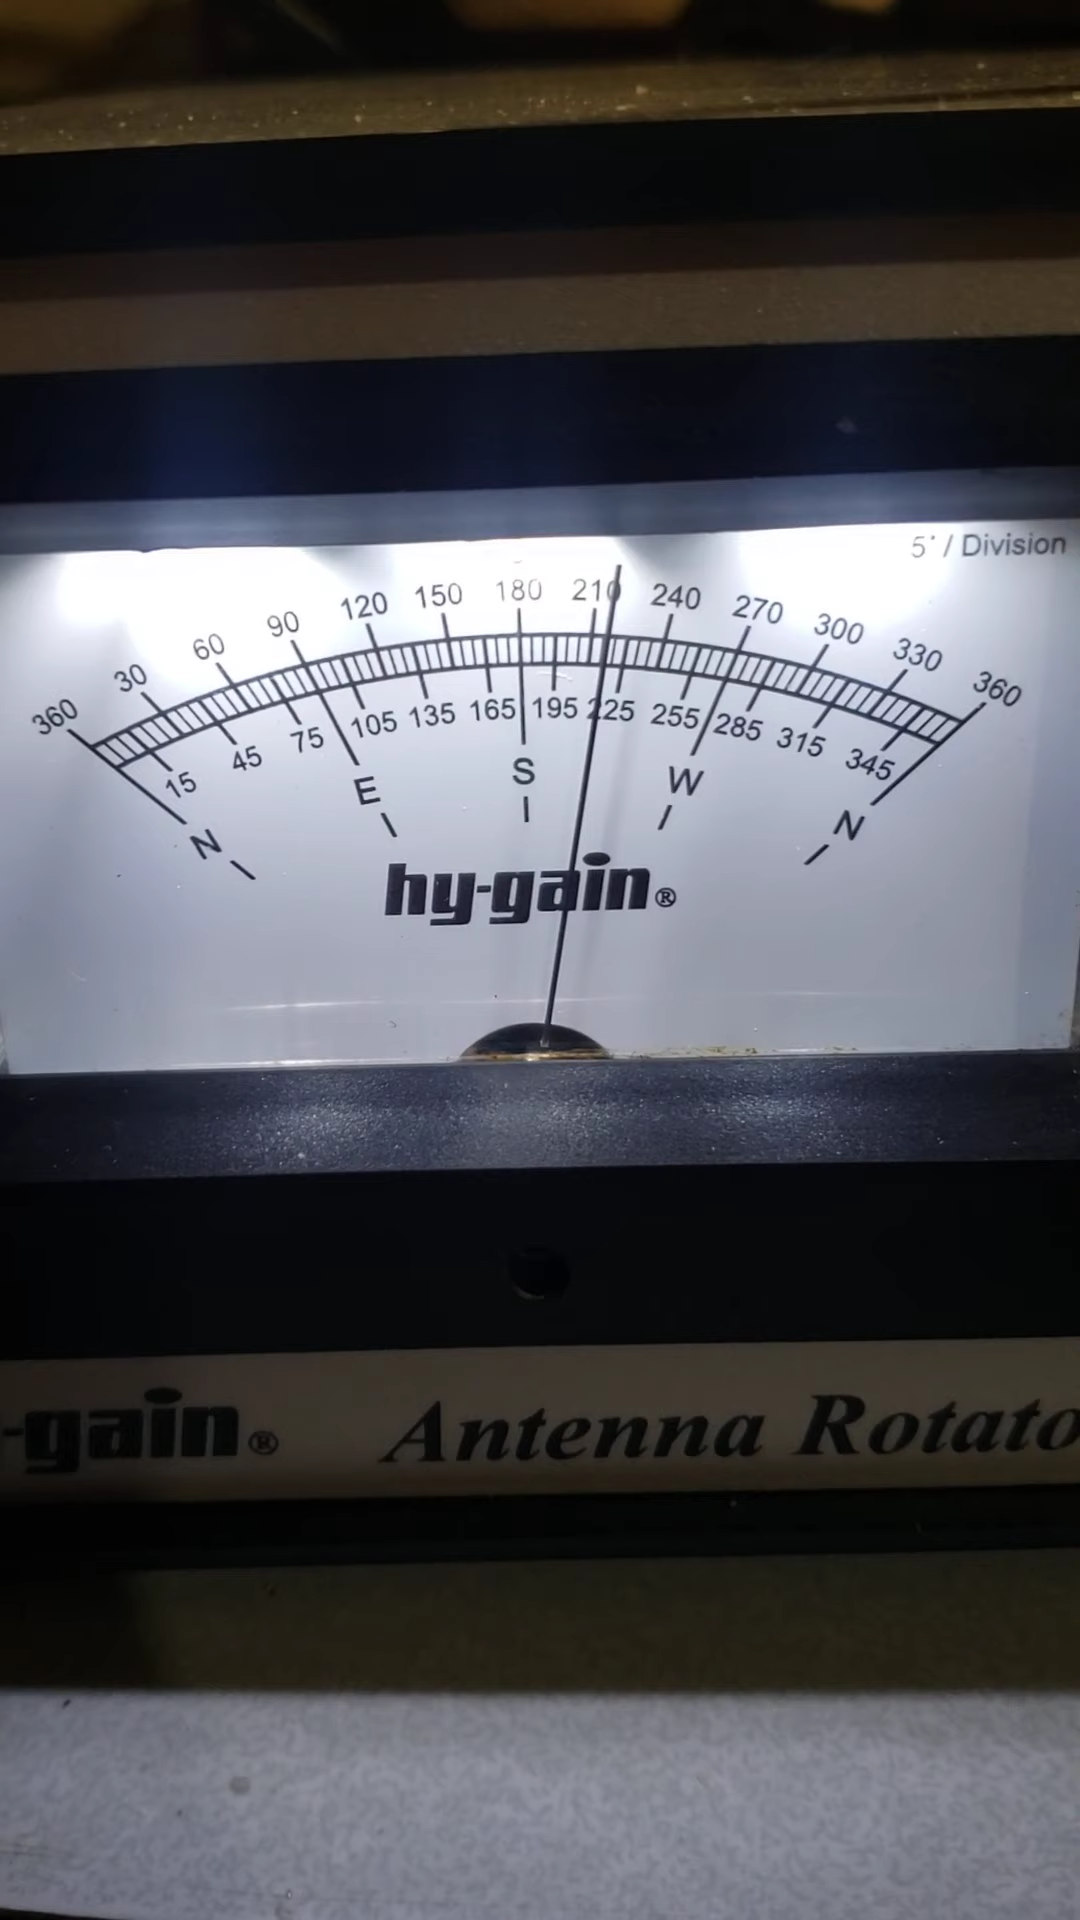 5° / Division
360 30 60 90 120 150 180 210 240 270 300 330 360
15 45 75 105 135 165 195 225 255 285 315 345
N E S W N
hy-gain®
-gain® Antenna Rotato